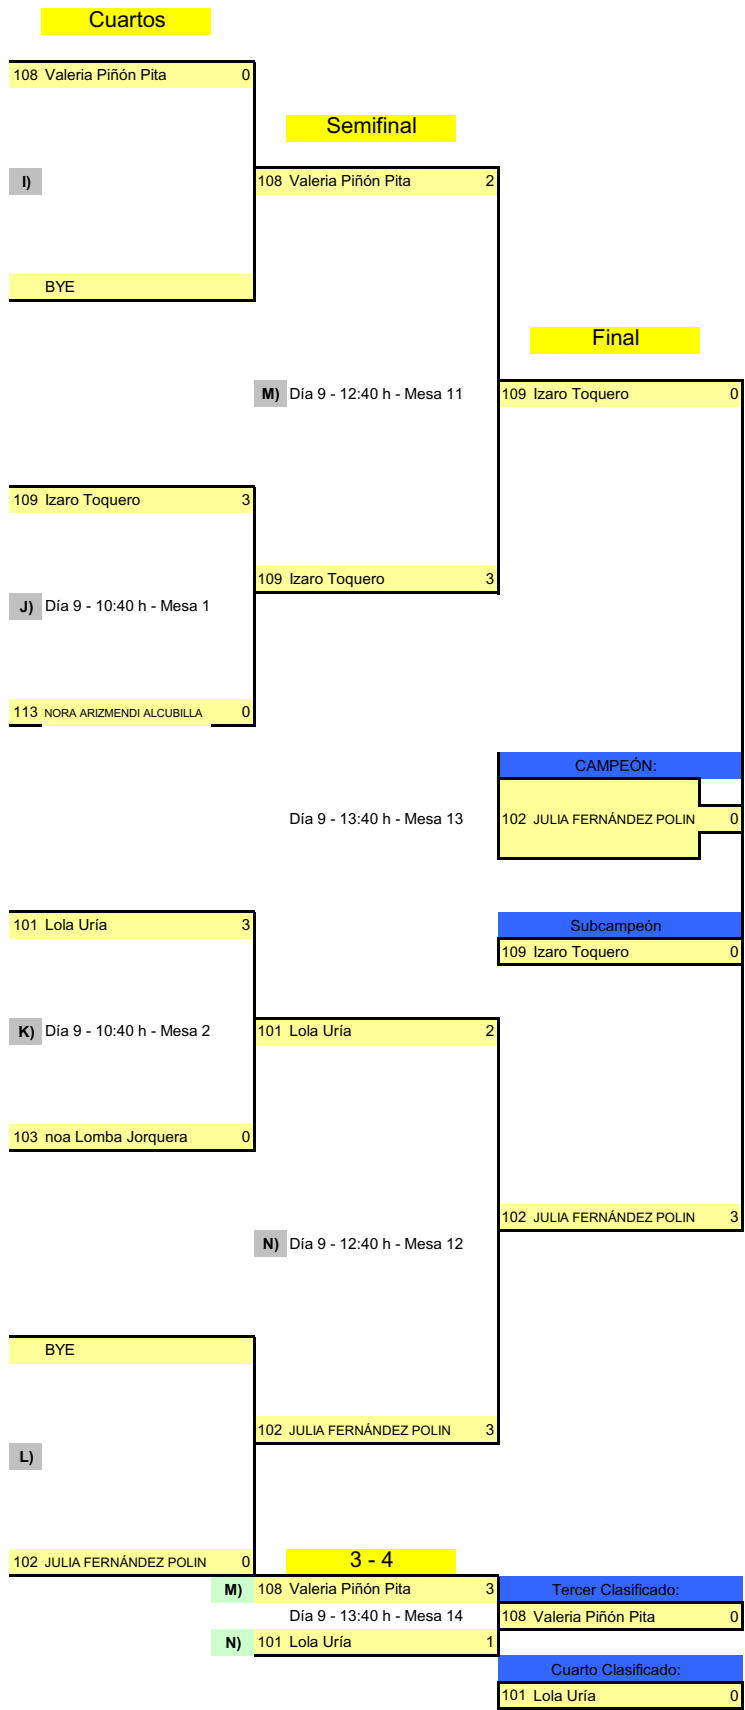 Cuartos
108 Valeria Piñón Pita 0
Semifinal
I)
108 Valeria Piñón Pita 2
BYE
Final
M) Día 9 - 12:40 h - Mesa 11
109 Izaro Toquero 0
109 Izaro Toquero 3
109 Izaro Toquero 3
J) Día 9 - 10:40 h - Mesa 1
113 NORA ARIZMENDI ALCUBILLA 0
CAMPEÓN:
Día 9 - 13:40 h - Mesa 13
102 JULIA FERNÁNDEZ POLIN 0
101 Lola Uría 3
Subcampeón
109 Izaro Toquero 0
K) Día 9 - 10:40 h - Mesa 2
101 Lola Uría 2
103 noa Lomba Jorquera 0
102 JULIA FERNÁNDEZ POLIN 3
N) Día 9 - 12:40 h - Mesa 12
BYE
102 JULIA FERNÁNDEZ POLIN 3
L)
102 JULIA FERNÁNDEZ POLIN 0
3 - 4
M) 108 Valeria Piñón Pita 3
Tercer Clasificado:
Día 9 - 13:40 h - Mesa 14
108 Valeria Piñón Pita 0
N) 101 Lola Uría 1
Cuarto Clasificado:
101 Lola Uría 0